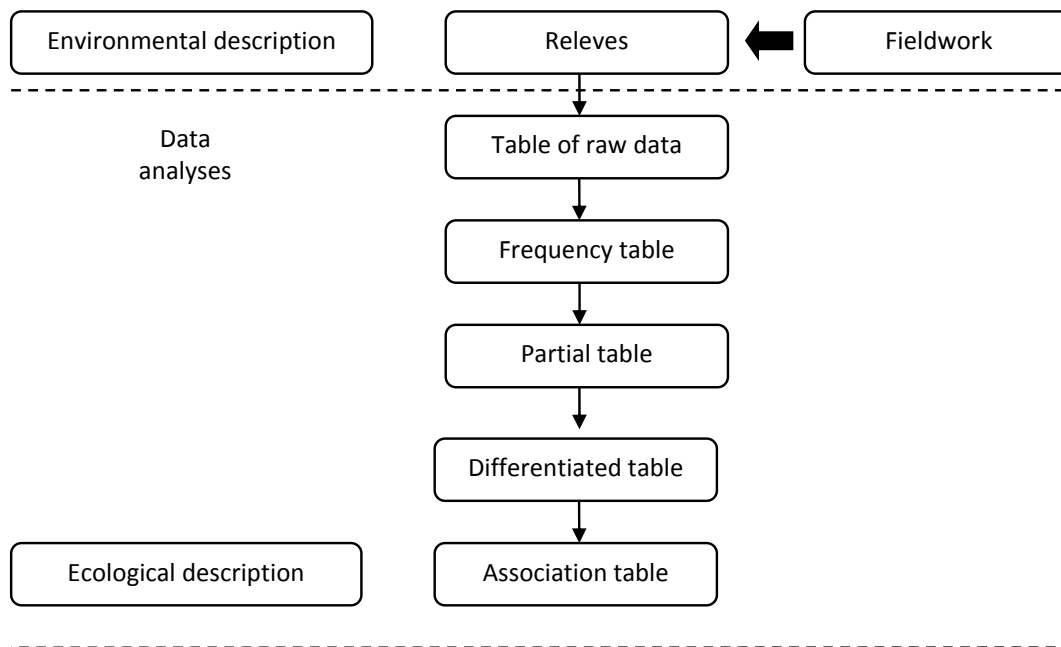 Environmental description
Releves
Fieldwork
Data
analyses
Table of raw data
Frequency table
Partial table
Differentiated table
Ecological description
Association table